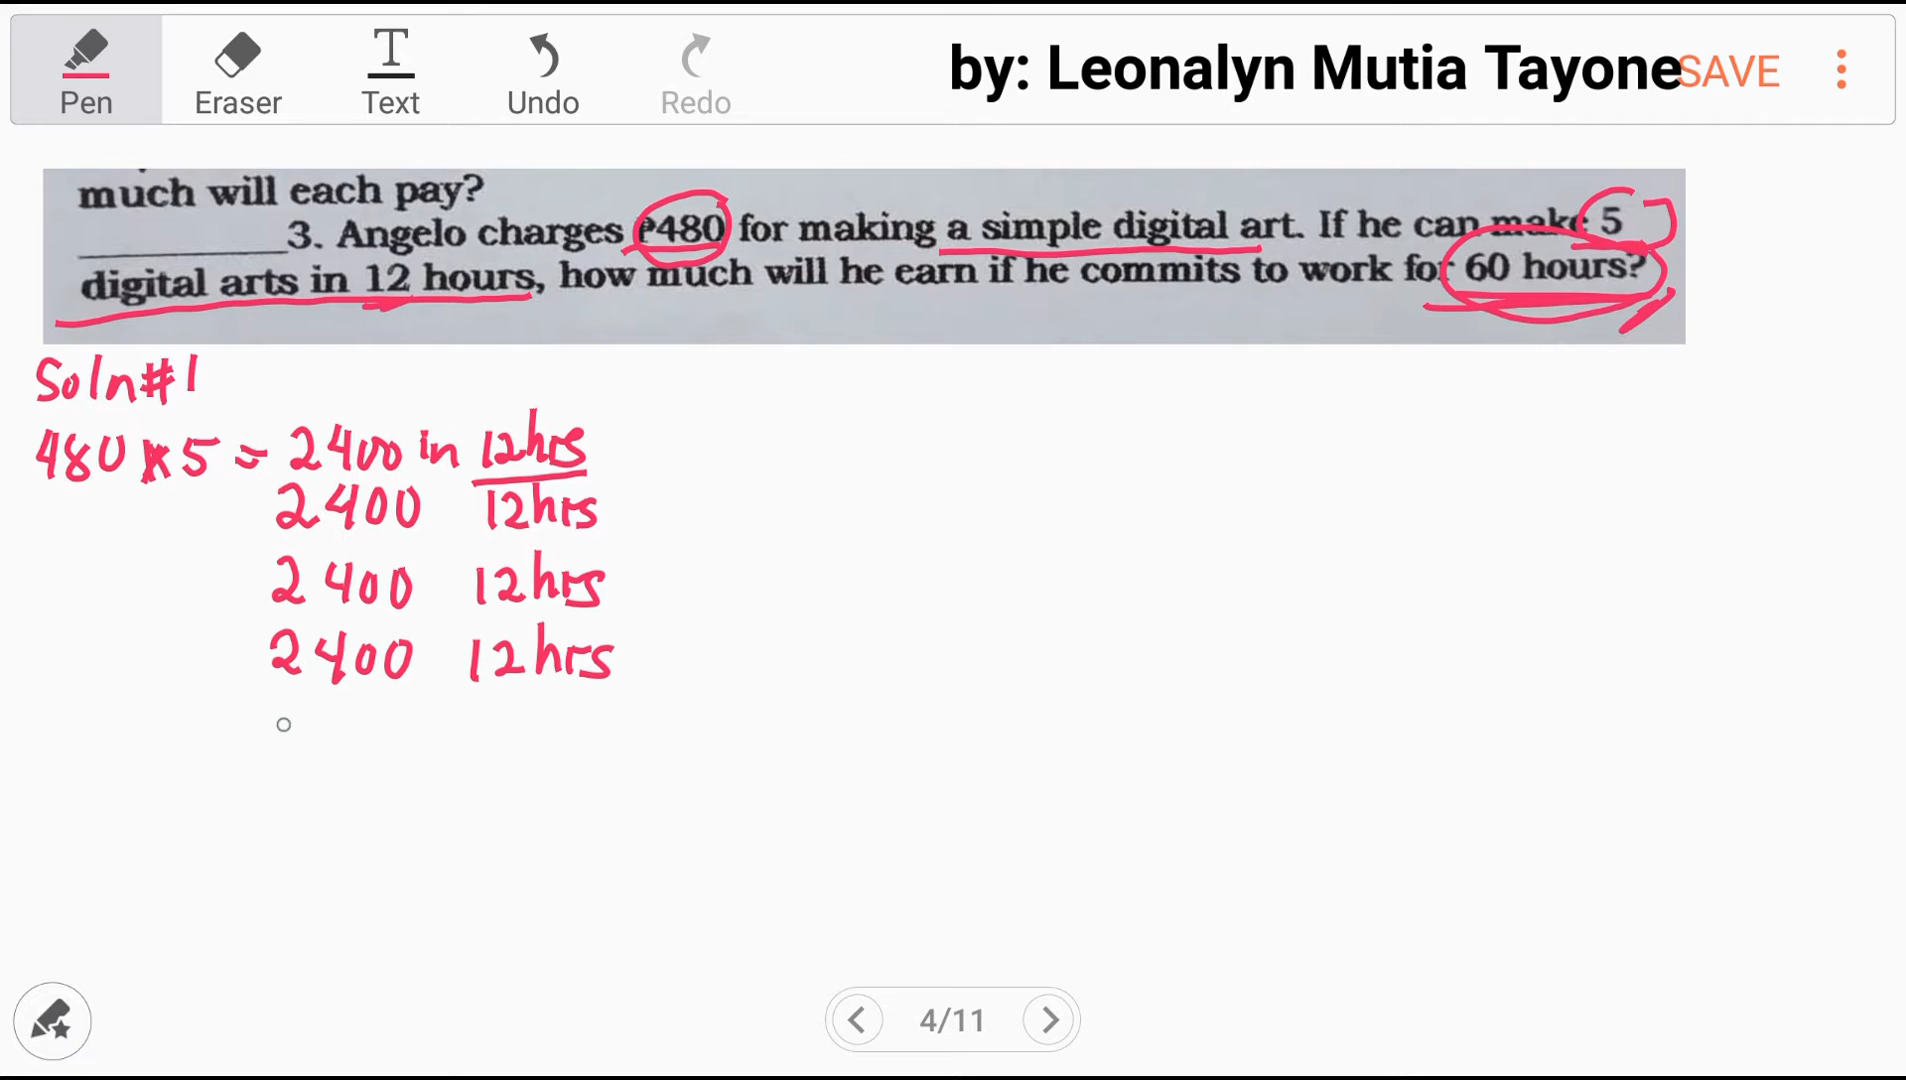 Pen Eraser Text Undo Redo by: Leonalyn Mutia Tayone SAVE
much will each pay?
__________3. Angelo charges ₱480 for making a simple digital art. If he can make 5
digital arts in 12 hours, how much will he earn if he commits to work for 60 hours?
Soln#1
480 x 5 = 2400 in 12hrs
2400 12hrs
2400 12hrs
2400 12hrs
4/11